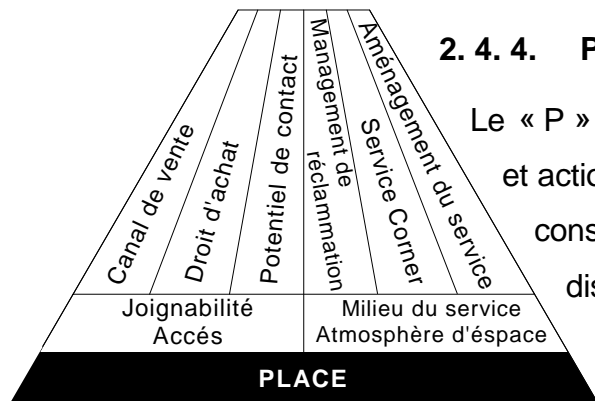 Canal de vente
Droit d'achat
Potentiel de contact
Management de
réclammation
Service Corner
Aménagement du service
Joignabilité
Accés
Milieu du service
Atmosphère d'éspace
PLACE
2. 4. 4. P
Le « P »
et actio
cons
dis